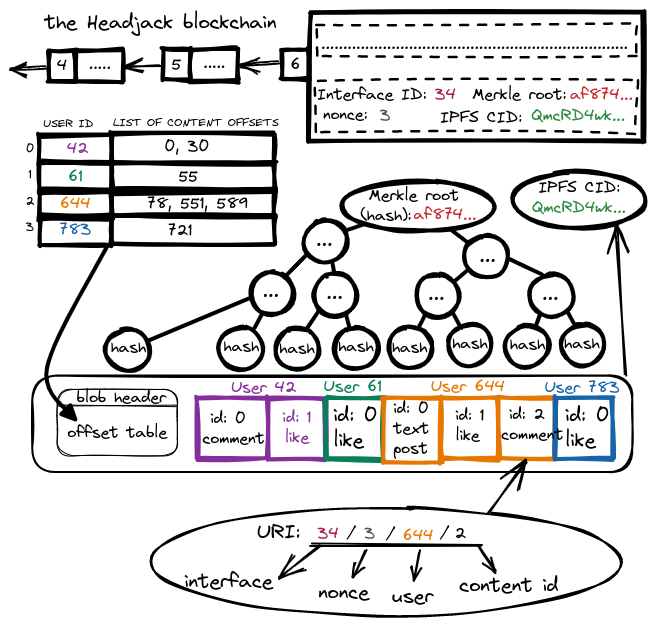 the Headjack blockchain
4 ..... 5 ..... 6
Interface ID: 34 Merkle root: af874...
nonce: 3 IPFS CID: QmcRD4wk...
USER ID LIST OF CONTENT OFFSETS
0 42 0, 30
1 61 55
2 644 78, 551, 589
3 783 721
Merkle root
(hash): af874...
IPFS CID:
QmcRD4wk...
... ...
... ... ... ...
hash hash hash hash hash hash hash hash
User 42 User 61 User 644 User 783
blob header
offset table
id: 0
comment
id: 1
like
id: 0
like
id: 0
text
post
id: 1
like
id: 2
comment
id: 0
like
URI: 34 / 3 / 644 / 2
interface nonce user content id